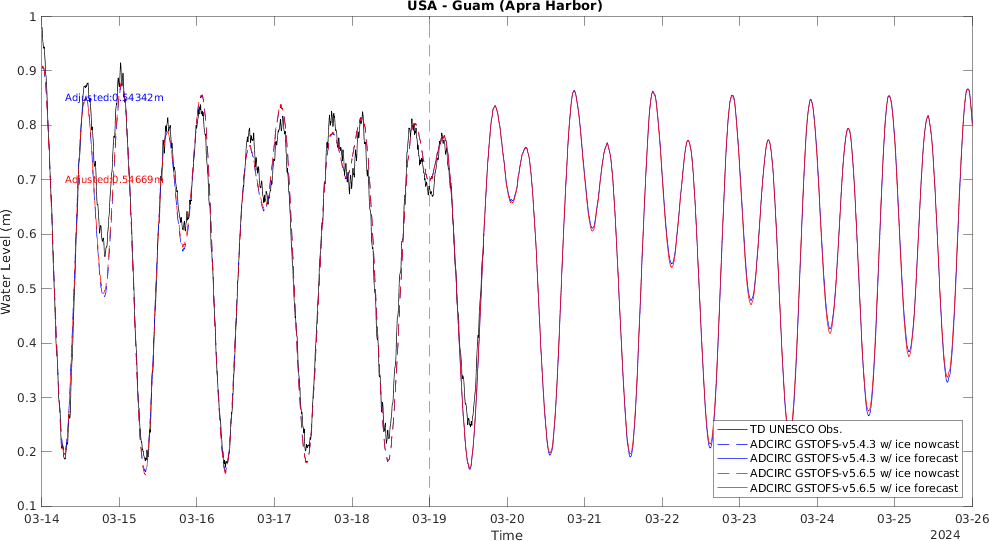 USA - Guam (Apra Harbor)
1
0.9
0.8
0.7
0.6
0.5
0.4
0.3
0.2
0.1
Water Level (m)
Adjusted:0.54342m
Adjusted:0.54669m
TD UNESCO Obs.
ADCIRC GSTOFS-v5.4.3 w/ ice nowcast
ADCIRC GSTOFS-v5.4.3 w/ ice forecast
ADCIRC GSTOFS-v5.6.5 w/ ice nowcast
ADCIRC GSTOFS-v5.6.5 w/ ice forecast
03-14 03-15 03-16 03-17 03-18 03-19 03-20 03-21 03-22 03-23 03-24 03-25 03-26
Time
2024